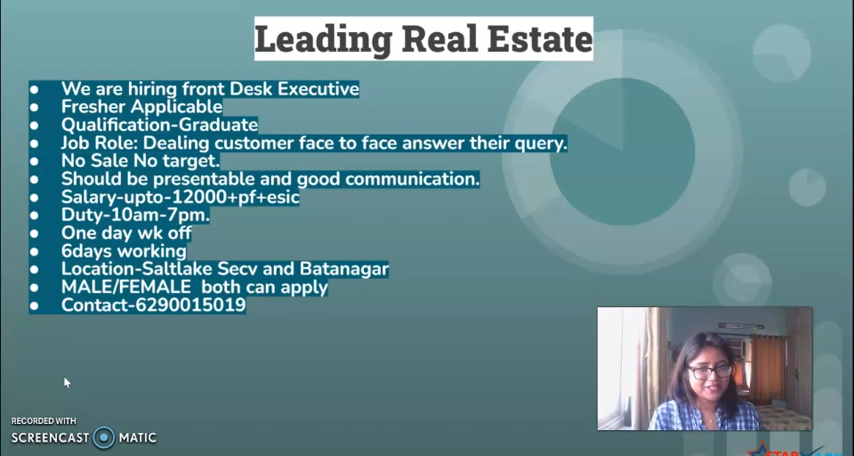 Leading Real Estate
● We are hiring front Desk Executive
● Fresher Applicable
● Qualification-Graduate
● Job Role: Dealing customer face to face answer their query.
● No Sale No target.
● Should be presentable and good communication.
● Salary-upto-12000+pf+esic
● Duty-10am-7pm.
● One day wk off
● 6days working
● Location-Saltlake Secv and Batanagar
● MALE/FEMALE both can apply
● Contact-6290015019
RECORDED WITH
SCREENCAST MATIC